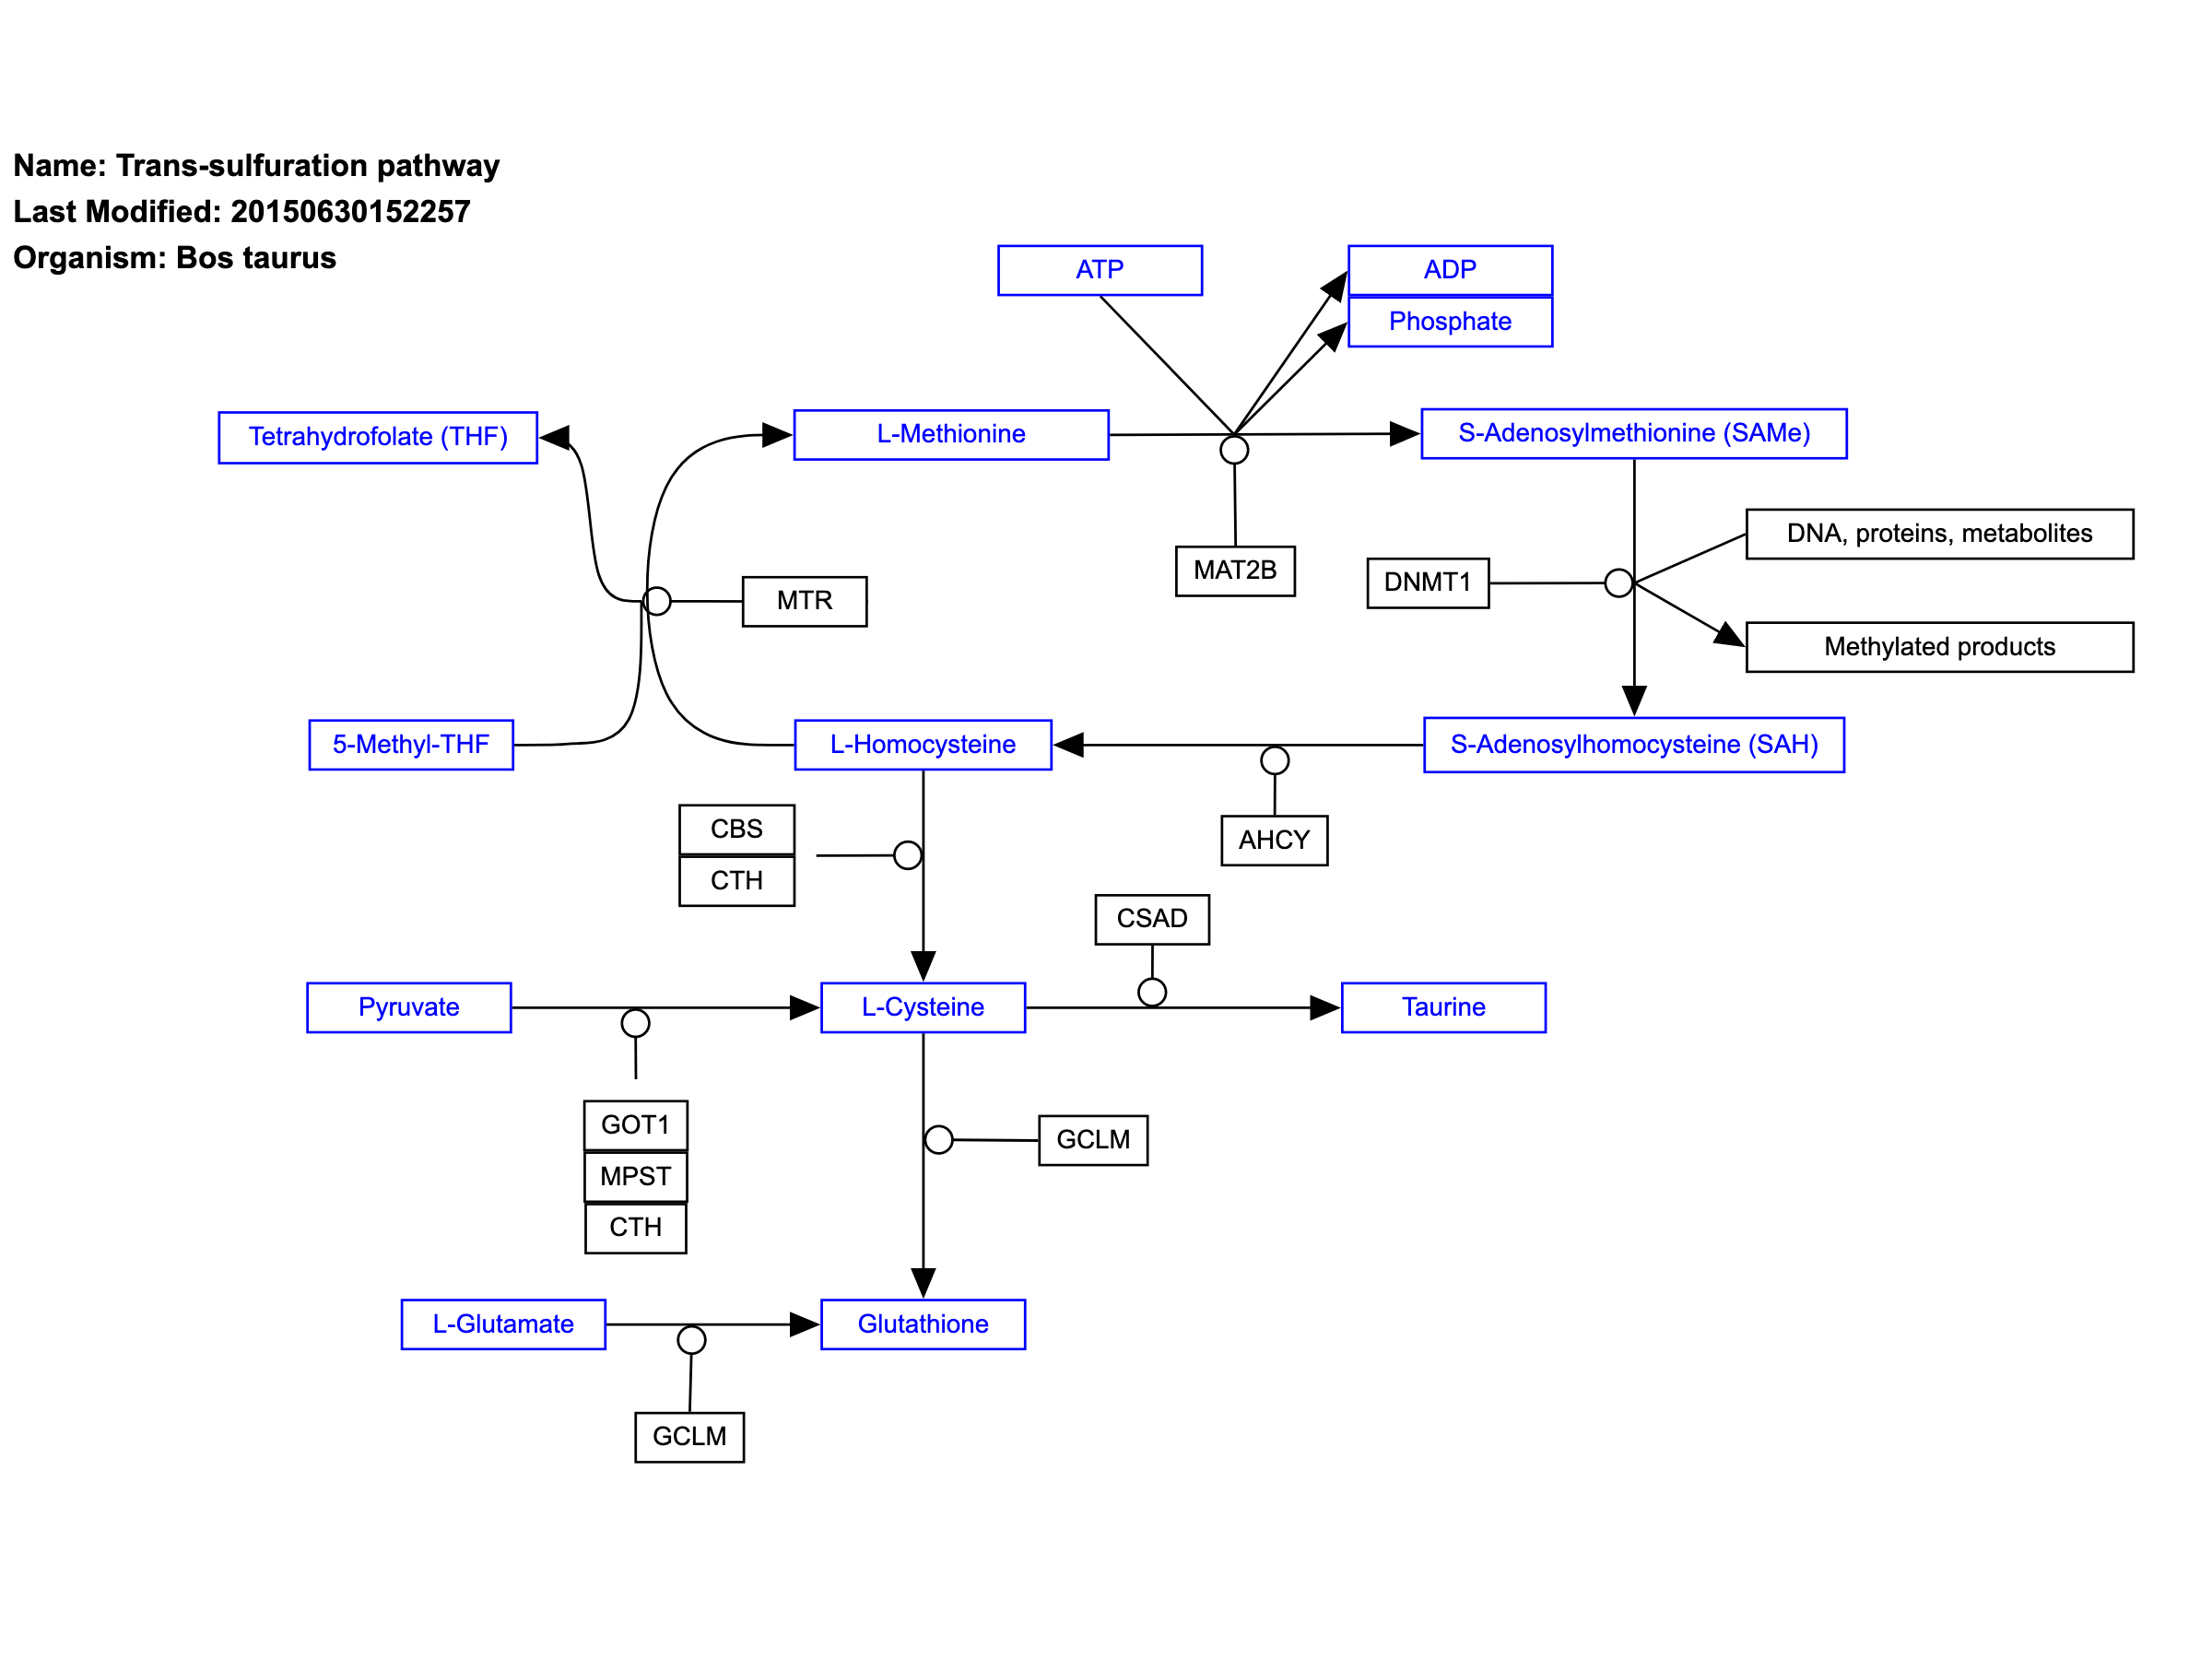 Name: Trans-sulfuration pathway
Last Modified: 20150630152257
Organism: Bos taurus
ATP
ADP
Phosphate
Tetrahydrofolate (THF)
L-Methionine
S-Adenosylmethionine (SAMe)
DNA, proteins, metabolites
MAT2B
DNMT1
MTR
Methylated products
5-Methyl-THF
L-Homocysteine
S-Adenosylhomocysteine (SAH)
CBS
AHCY
CTH
CSAD
Pyruvate
L-Cysteine
Taurine
GOT1
GCLM
MPST
CTH
L-Glutamate
Glutathione
GCLM